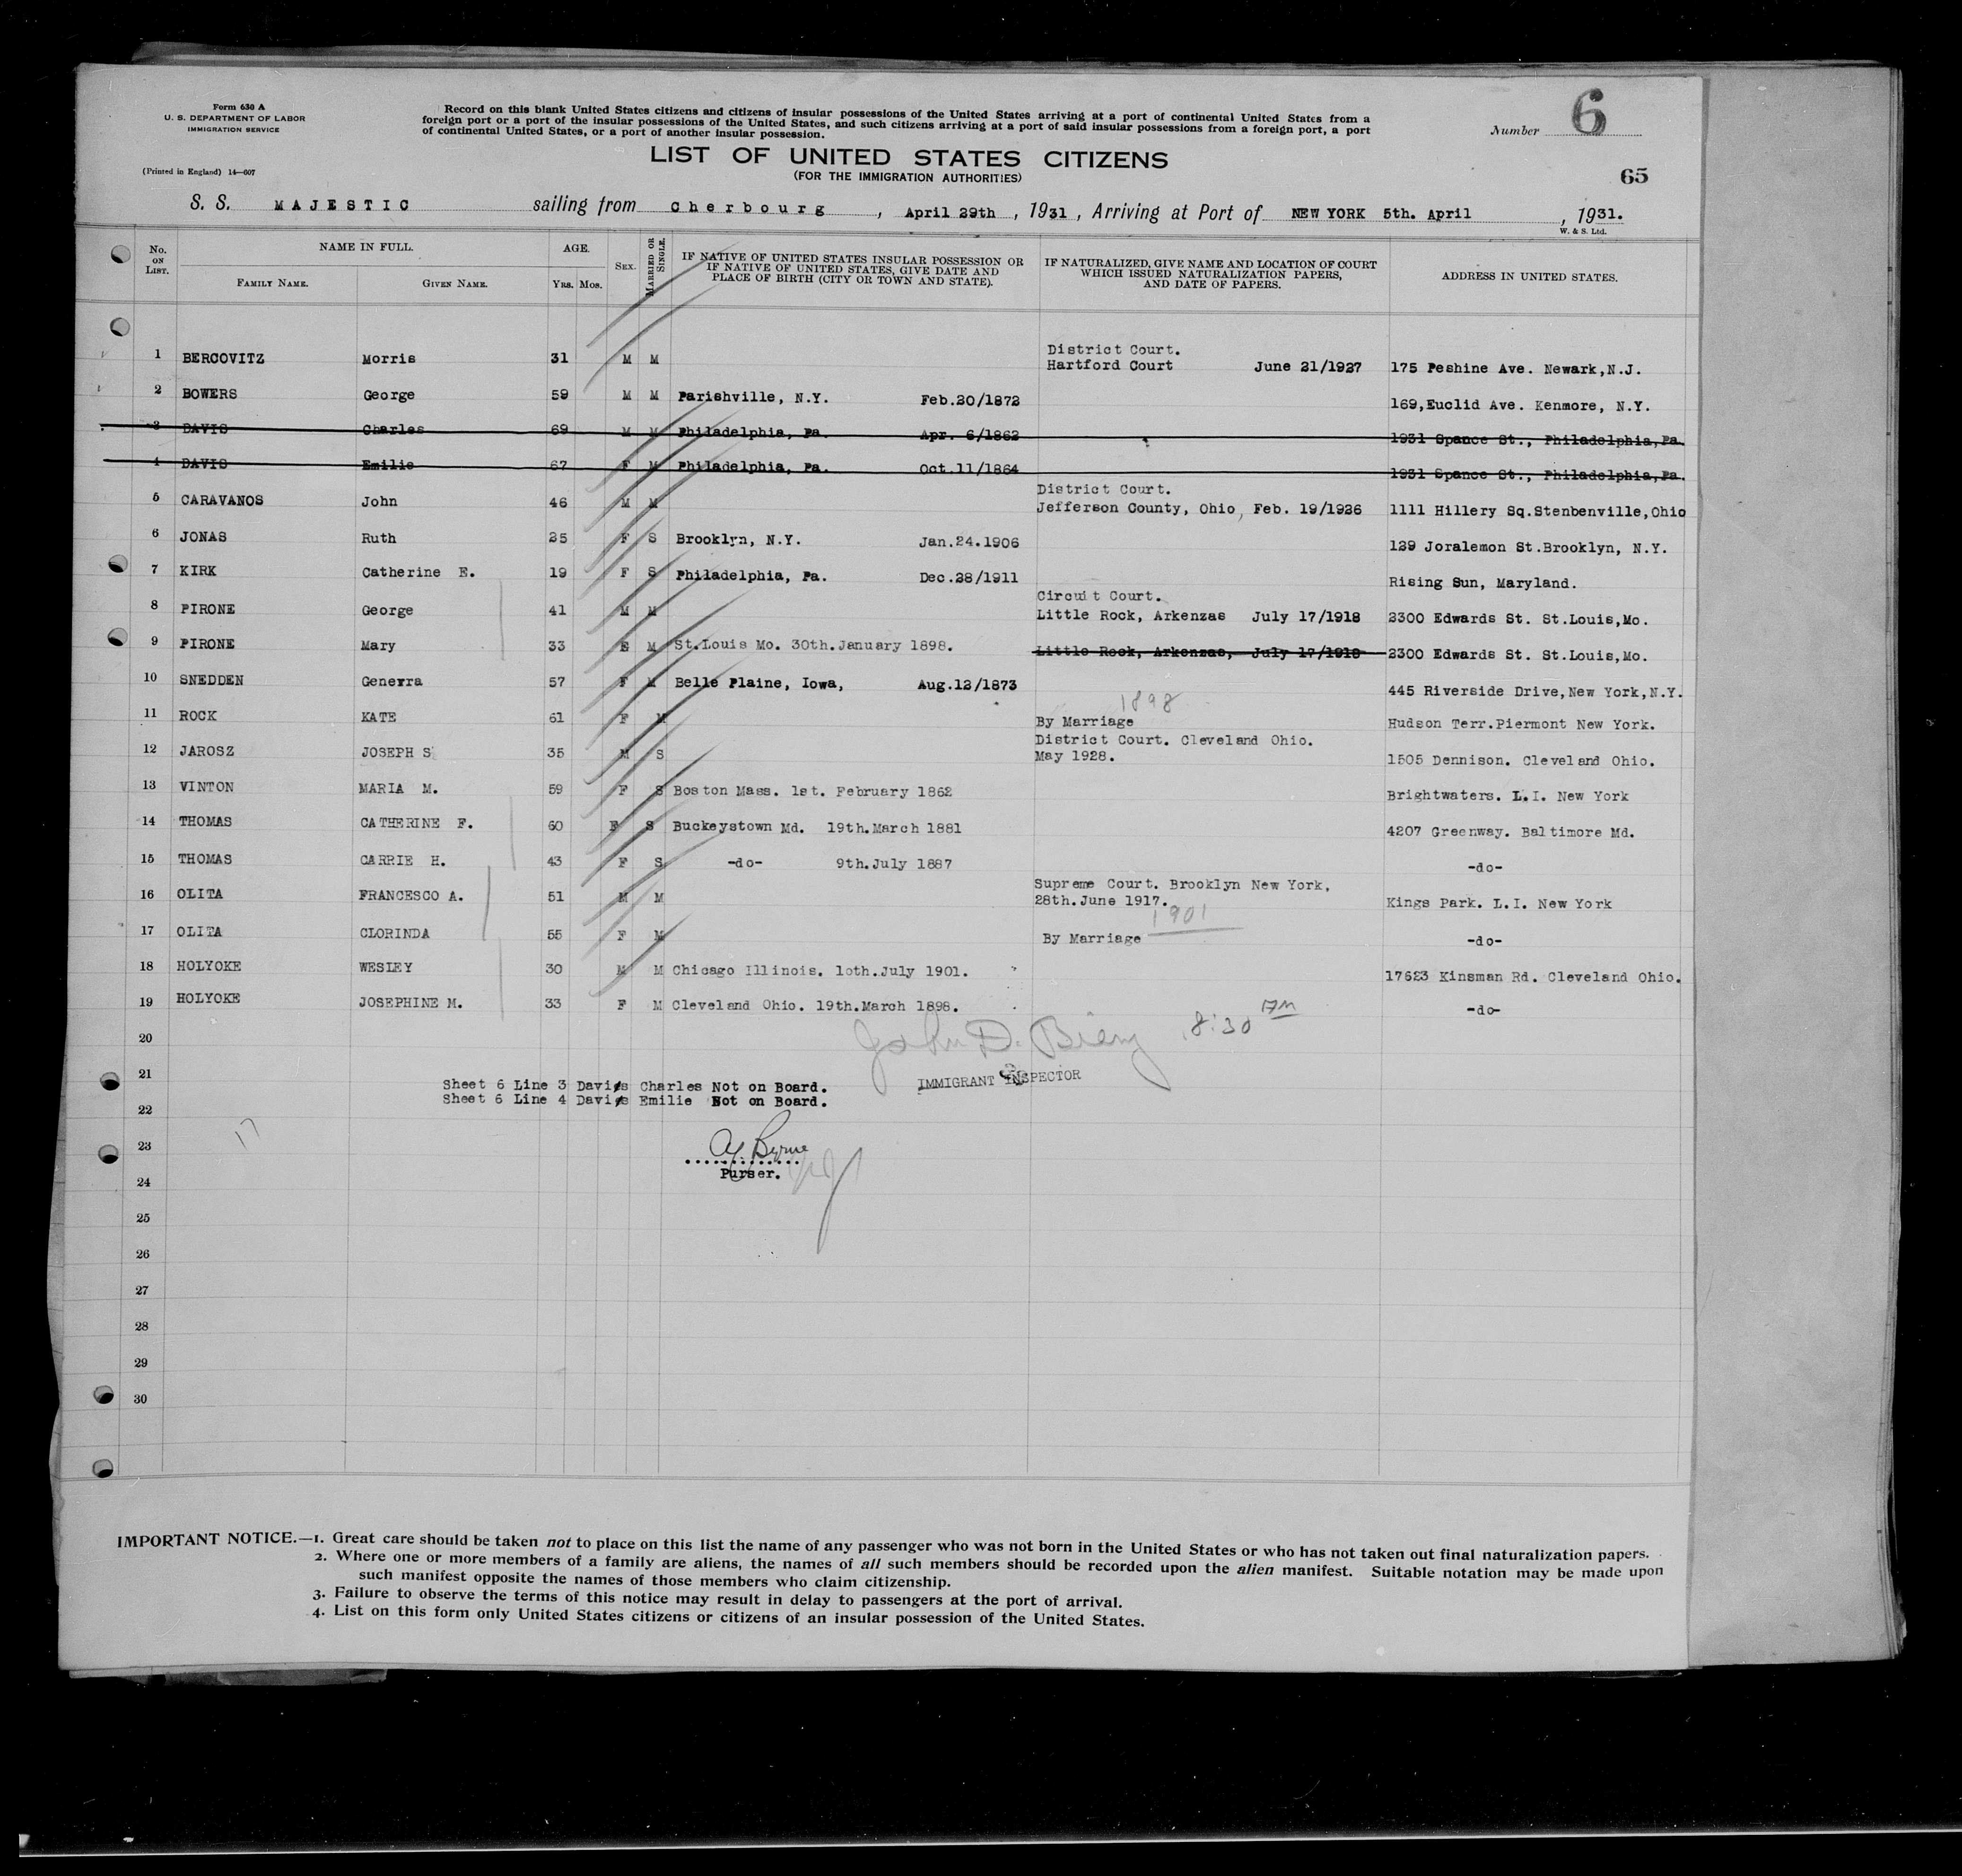 Form 630 A
U. S. DEPARTMENT OF LABOR
IMMIGRATION SERVICE
(Printed in England) 14—607
Record on this blank United States citizens and citizens of insular possessions of the United States arriving at a port of continental United States from a
foreign port or a port of the insular possessions of the United States, and such citizens arriving at a port of said insular possessions from a foreign port, a port
of continental United States, or a port of another insular possession.
Number 6
LIST OF UNITED STATES CITIZENS
(FOR THE IMMIGRATION AUTHORITIES)
65
S. S. MAJESTIC sailing from Cherbourg, April 29th, 1931, Arriving at Port of NEW YORK 5th. April, 1931.
W. & S. Ltd.
No. ON LIST.
NAME IN FULL.
FAMILY NAME. GIVEN NAME.
AGE.
Yrs. Mos.
SEX.
MARRIED OR SINGLE.
IF NATIVE OF UNITED STATES INSULAR POSSESSION OR
IF NATIVE OF UNITED STATES, GIVE DATE AND
PLACE OF BIRTH (CITY OR TOWN AND STATE).
IF NATURALIZED, GIVE NAME AND LOCATION OF COURT
WHICH ISSUED NATURALIZATION PAPERS,
AND DATE OF PAPERS.
ADDRESS IN UNITED STATES.
District Court.
1 BERCOVITZ Morris 31 M M Hartford Court June 21/1927 175 Peshine Ave. Newark,N.J.
2 BOWERS George 59 M M Parishville, N.Y. Feb.20/1872 169,Euclid Ave. Kenmore, N.Y.
3 DAVIS Charles 69 M M Philadelphia, Pa. Apr. 6/1862 1931 Spance St., Philadelphia,Pa.
4 DAVIS Emilie 67 F M Philadelphia, Pa. Oct.11/1864 1931 Spance St., Philadelphia,Pa.
District Court.
5 CARAVANOS John 46 M M Jefferson County, Ohio, Feb. 19/1926 1111 Hillery Sq.Stenbenville,Ohio
6 JONAS Ruth 25 F S Brooklyn, N.Y. Jan.24.1906 129 Joralemon St.Brooklyn, N.Y.
7 KIRK Catherine E. 19 F S Philadelphia, Pa. Dec.28/1911 Rising Sun, Maryland.
Circuit Court.
8 PIRONE George 41 M M Little Rock, Arkenzas July 17/1918 2300 Edwards St. St.Louis,Mo.
9 PIRONE Mary 33 F M St.Louis Mo. 30th.January 1898. Little Rock, Arkenzas, July 17/1918 2300 Edwards St. St.Louis,Mo.
10 SNEDDEN Generra 57 F M Belle Plaine, Iowa, Aug.12/1873 445 Riverside Drive,New York,N.Y.
1898
11 ROCK KATE 61 F M By Marriage Hudson Terr.Piermont New York.
District Court. Cleveland Ohio.
12 JAROSZ JOSEPH S 35 M S May 1928. 1505 Dennison. Cleveland Ohio.
13 VINTON MARIA M. 59 F S Boston Mass. 1st. February 1862 Brightwaters. L.I. New York
14 THOMAS CATHERINE F. 60 F S Buckeystown Md. 19th.March 1881 4207 Greenway. Baltimore Md.
15 THOMAS CARRIE H. 43 F S -do- 9th.July 1887 -do-
Supreme Court. Brooklyn New York,
16 OLITA FRANCESCO A. 51 M M 28th.June 1917. Kings Park. L.I. New York
1901
17 OLITA CLORINDA 55 F M By Marriage -do-
18 HOLYOKE WESLEY 30 M M Chicago Illinois. 10th.July 1901. 17623 Kinsman Rd. Cleveland Ohio.
19 HOLYOKE JOSEPHINE M. 33 F M Cleveland Ohio. 19th.March 1898. -do-
20
John D. 8:30
21
IMMIGRANT INSPECTOR
Sheet 6 Line 3 Davis Charles Not on Board.
Sheet 6 Line 4 Davis Emilie Not on Board.
22
17
23
Byrne
Purser.
24
25
26
27
28
29
30
IMPORTANT NOTICE.—1. Great care should be taken not to place on this list the name of any passenger who was not born in the United States or who has not taken out final naturalization papers.
2. Where one or more members of a family are aliens, the names of all such members should be recorded upon the alien manifest. Suitable notation may be made upon
such manifest opposite the names of those members who claim citizenship.
3. Failure to observe the terms of this notice may result in delay to passengers at the port of arrival.
4. List on this form only United States citizens or citizens of an insular possession of the United States.